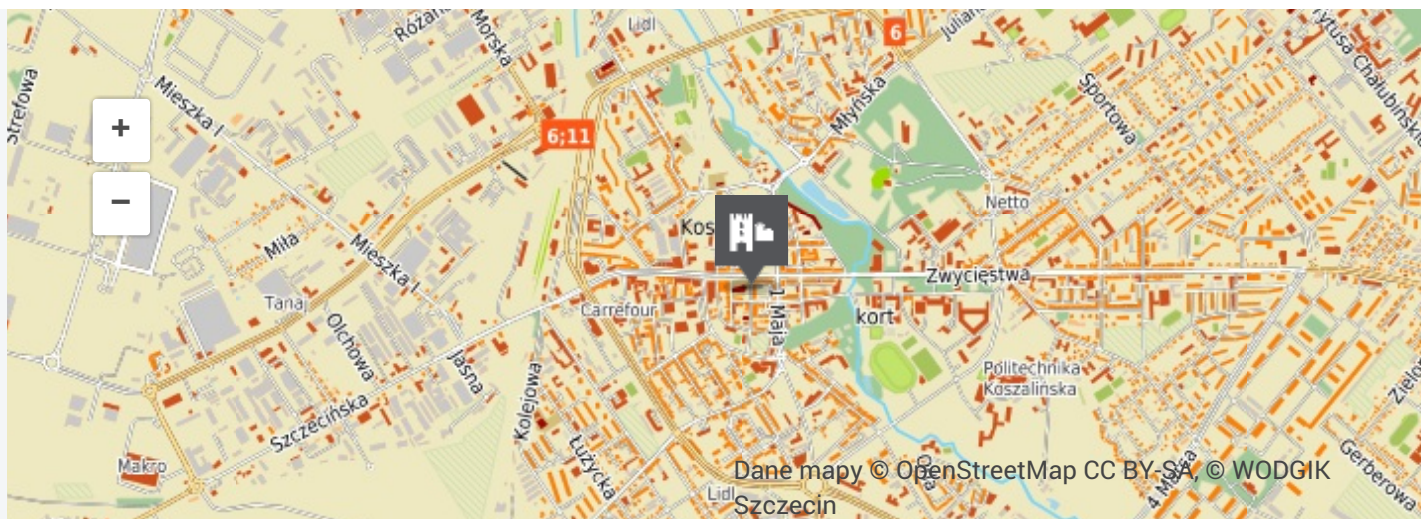 Różana
Morska
Lidl
6
Juliana
Tytusa Chałubińskiego
Strefowa
Mieszka I
Młyńska
Sportowa
+
6;11
−
Netto
Kos
Miła
Mieszka I
Zwycięstwa
Tanaj
Carrefour
1 Maja
kort
Olchowa
Jasna
Politechnika
Koszalińska
Kolejowa
Szczecińska
Makro
Łużycka
Gerberowa
4 Marca
Lidl
Dane mapy © OpenStreetMap CC BY-SA, © WODGIK
Szczecin